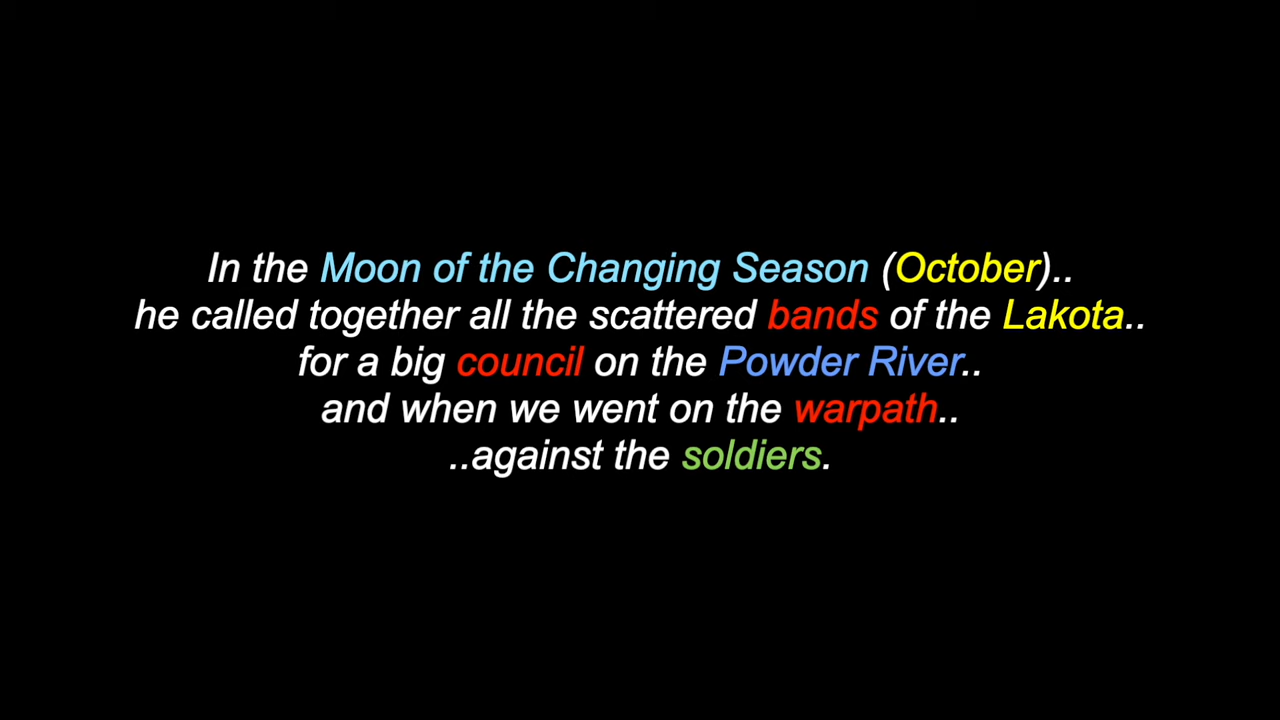 In the Moon of the Changing Season (October)..
he called together all the scattered bands of the Lakota..
for a big council on the Powder River..
and when we went on the warpath..
..against the soldiers.